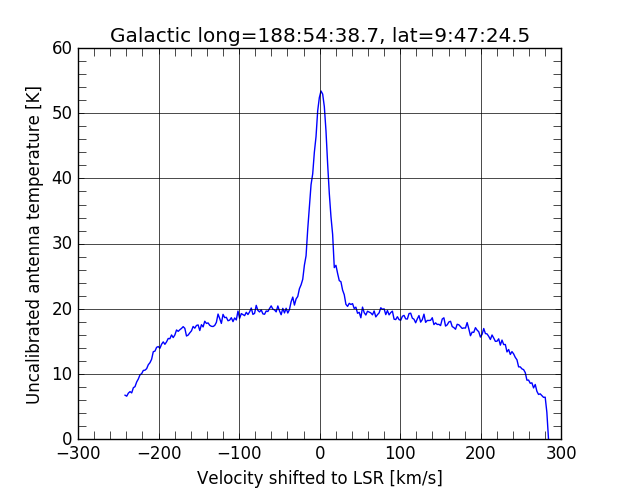 Galactic long=188:54:38.7, lat=9:47:24.5
60
50
40
30
20
10
0
Uncalibrated antenna temperature [K]
−300 −200 −100 0 100 200 300
Velocity shifted to LSR [km/s]